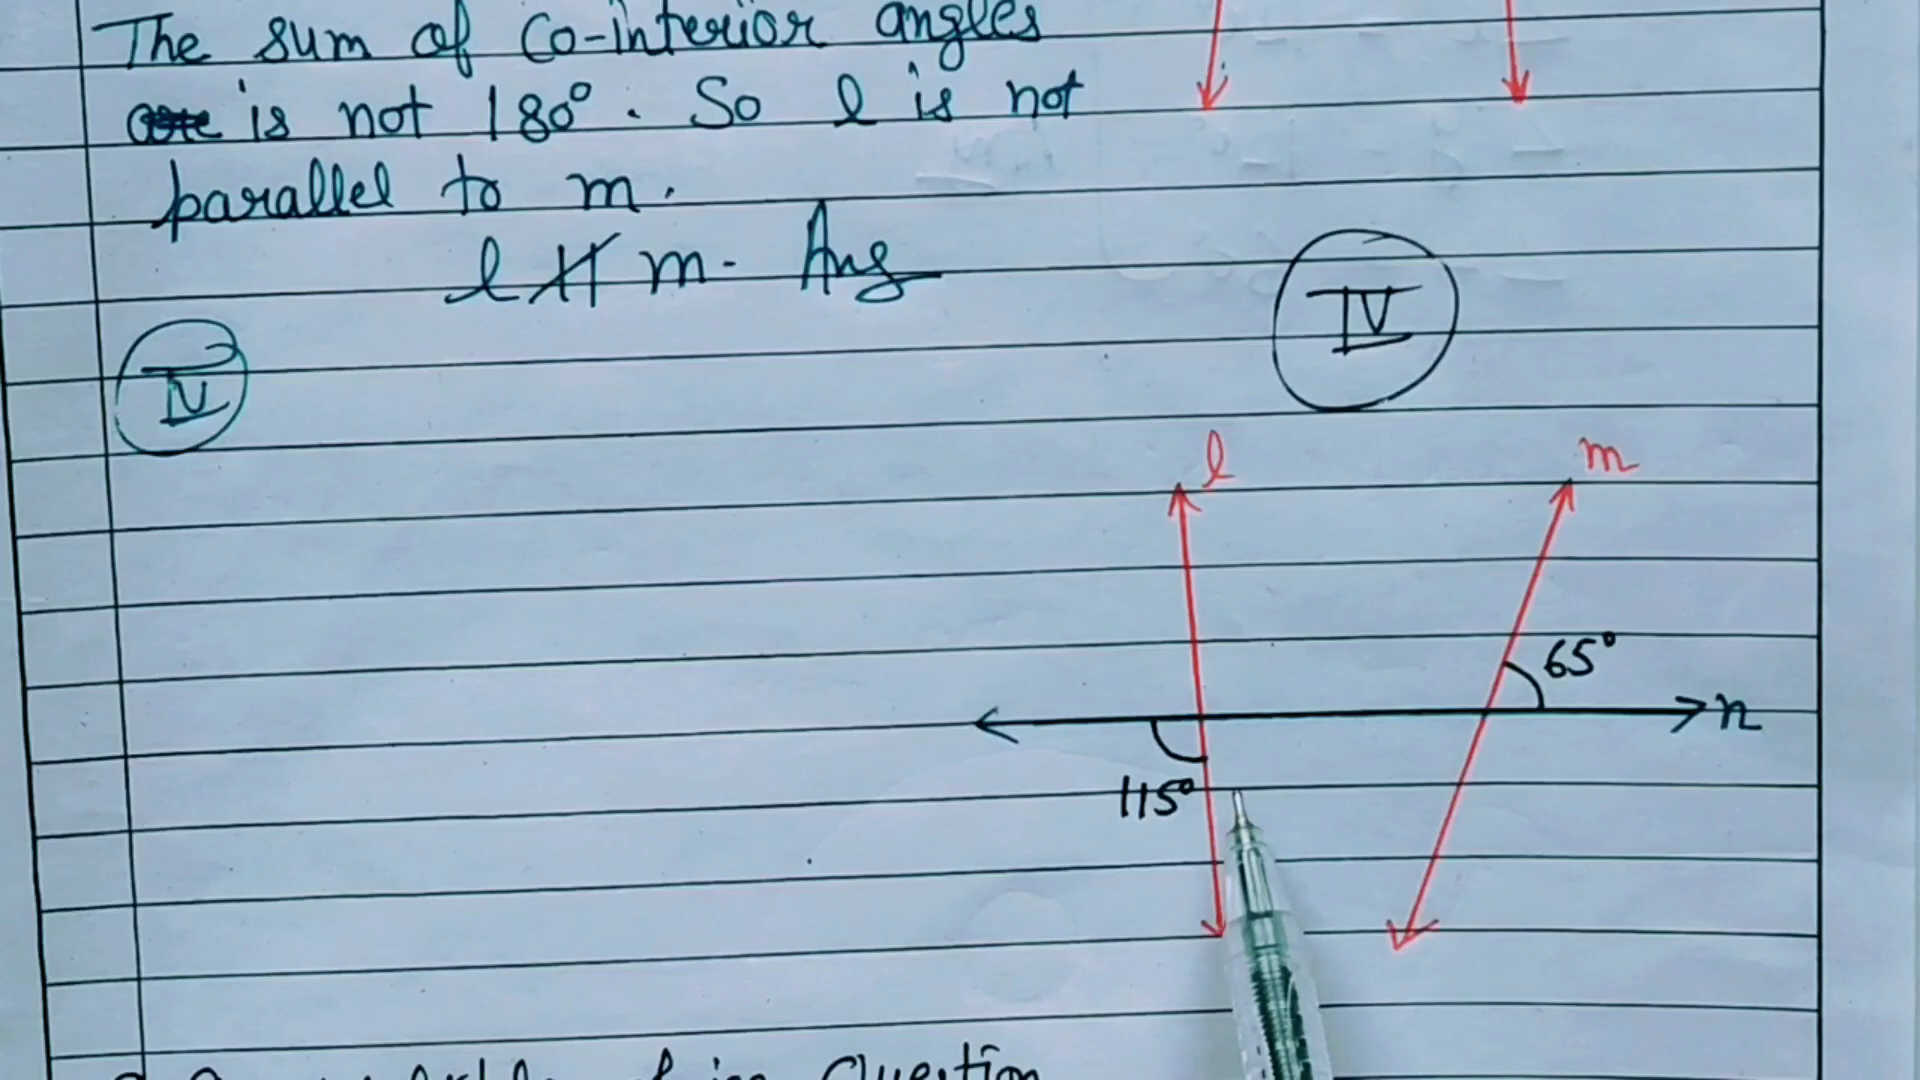 The sum of Co-interior angles
is not 180°. So l is not
parallel to m.
l ∦ m. Ans
IV
IV
l
m
65°
n
115°
Question